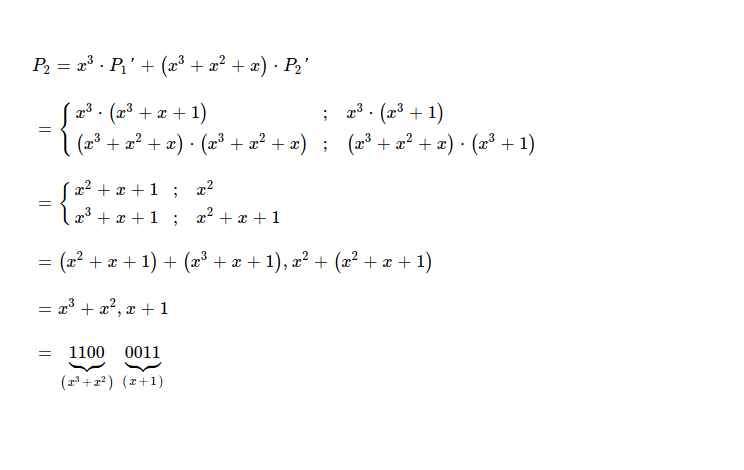 P₂ = x³ · P₁′ + (x³ + x² + x) · P₂′
= { x³ · (x³ + x + 1) ; x³ · (x³ + 1)
(x³ + x² + x) · (x³ + x² + x) ; (x³ + x² + x) · (x³ + 1)
= { x² + x + 1 ; x²
x³ + x + 1 ; x² + x + 1
= (x² + x + 1) + (x³ + x + 1), x² + (x² + x + 1)
= x³ + x², x + 1
= 1100 0011
(x³+x²) (x+1)